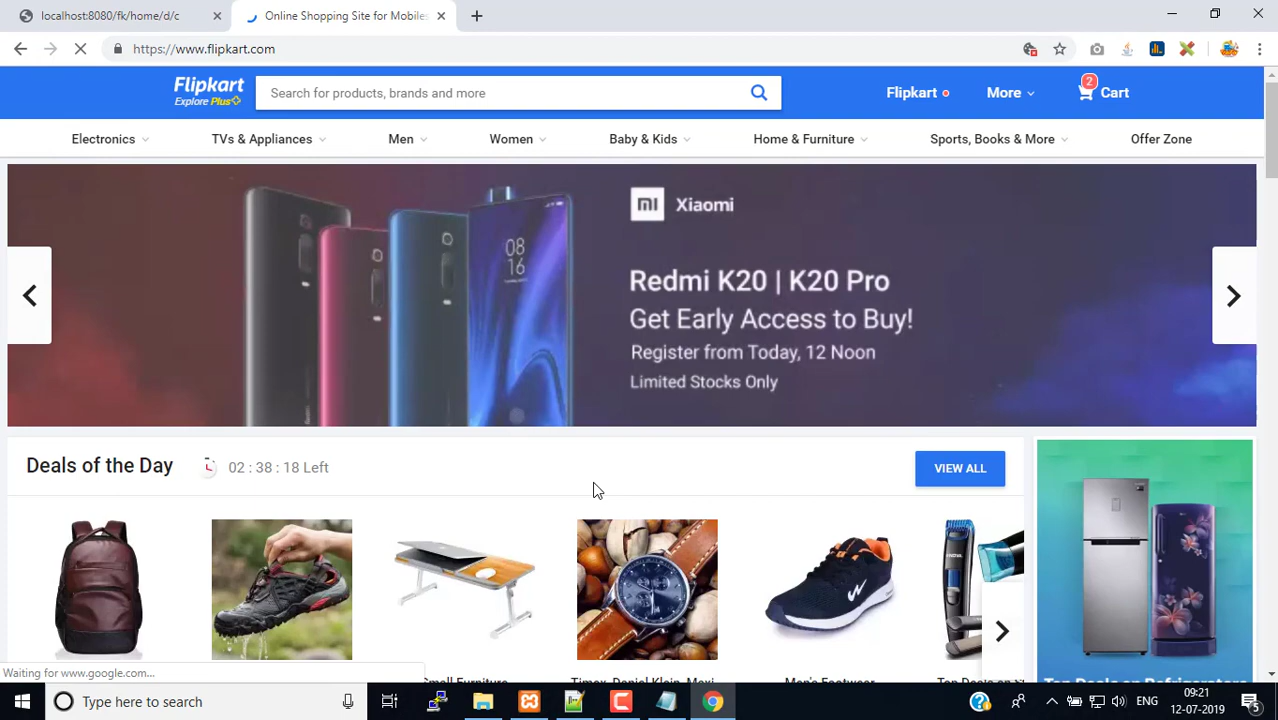 localhost:8080/fk/home/d/c
Online Shopping Site for Mobiles
https://www.flipkart.com
Flipkart
Explore Plus
Search for products, brands and more
Flipkart
More
2
Cart
Electronics
TVs & Appliances
Men
Women
Baby & Kids
Home & Furniture
Sports, Books & More
Offer Zone
mi Xiaomi
08
16
Redmi K20 | K20 Pro
Get Early Access to Buy!
Register from Today, 12 Noon
Limited Stocks Only
Deals of the Day
02 : 38 : 18 Left
VIEW ALL
Small Furniture
Timex, Daniel Klein, Maxi
Men's Footwear
Top Deals on
Top Deals on Refrigerators
Waiting for www.google.com...
Type here to search
ENG
09:21
12-07-2019
5